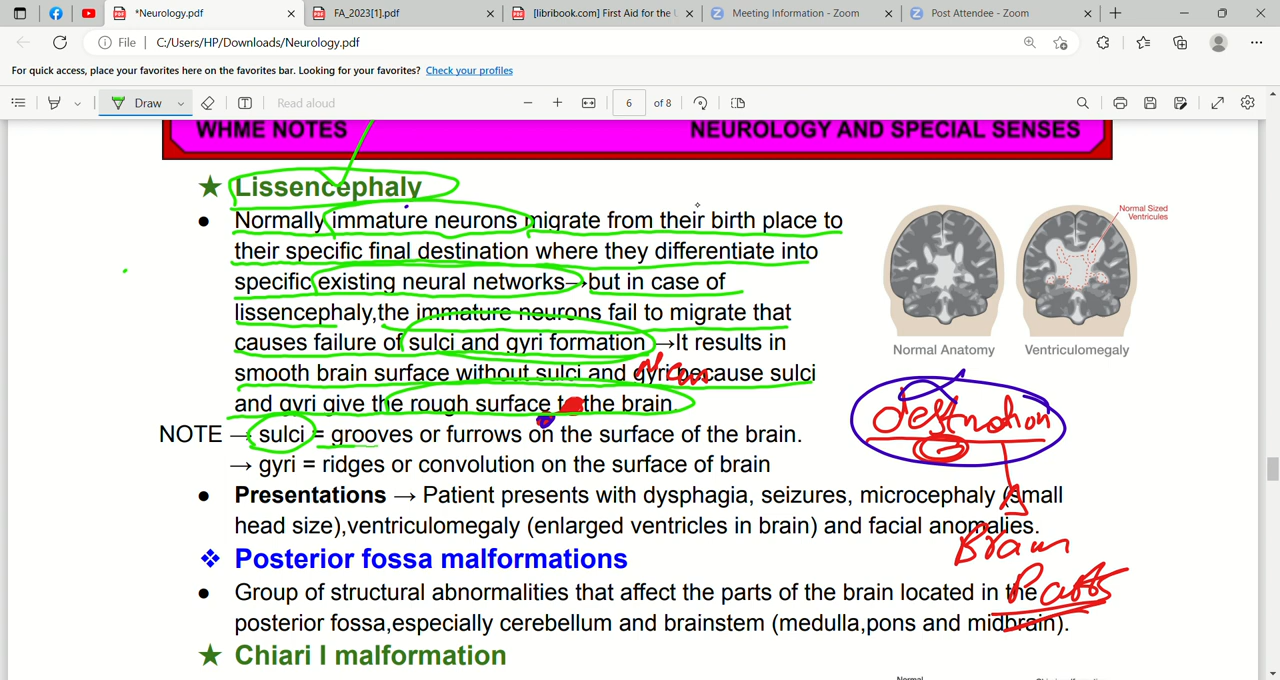 *Neurology.pdf
FA_2023[1].pdf
[libribook.com] First Aid for the
Meeting Information - Zoom
Post Attendee - Zoom
File
C:/Users/HP/Downloads/Neurology.pdf
For quick access, place your favorites here on the favorites bar. Looking for your favorites? Check your profiles
Draw
Read aloud
6 of 8
WHME NOTES NEUROLOGY AND SPECIAL SENSES
★ Lissencephaly
● Normally immature neurons migrate from their birth place to
their specific final destination where they differentiate into
specific existing neural networks→but in case of
lissencephaly,the immature neurons fail to migrate that
causes failure of sulci and gyri formation →It results in
smooth brain surface without sulci and gyri because sulci
and gyri give the rough surface to the brain.
NOTE → sulci = grooves or furrows on the surface of the brain.
→ gyri = ridges or convolution on the surface of brain
● Presentations → Patient presents with dysphagia, seizures, microcephaly (small
head size),ventriculomegaly (enlarged ventricles in brain) and facial anomalies.
❖ Posterior fossa malformations
● Group of structural abnormalities that affect the parts of the brain located in the
posterior fossa,especially cerebellum and brainstem (medulla,pons and midbrain).
★ Chiari I malformation
Normal Sized
Ventricules
Normal Anatomy
Ventriculomegaly
destination
Brain
Parts
Normal